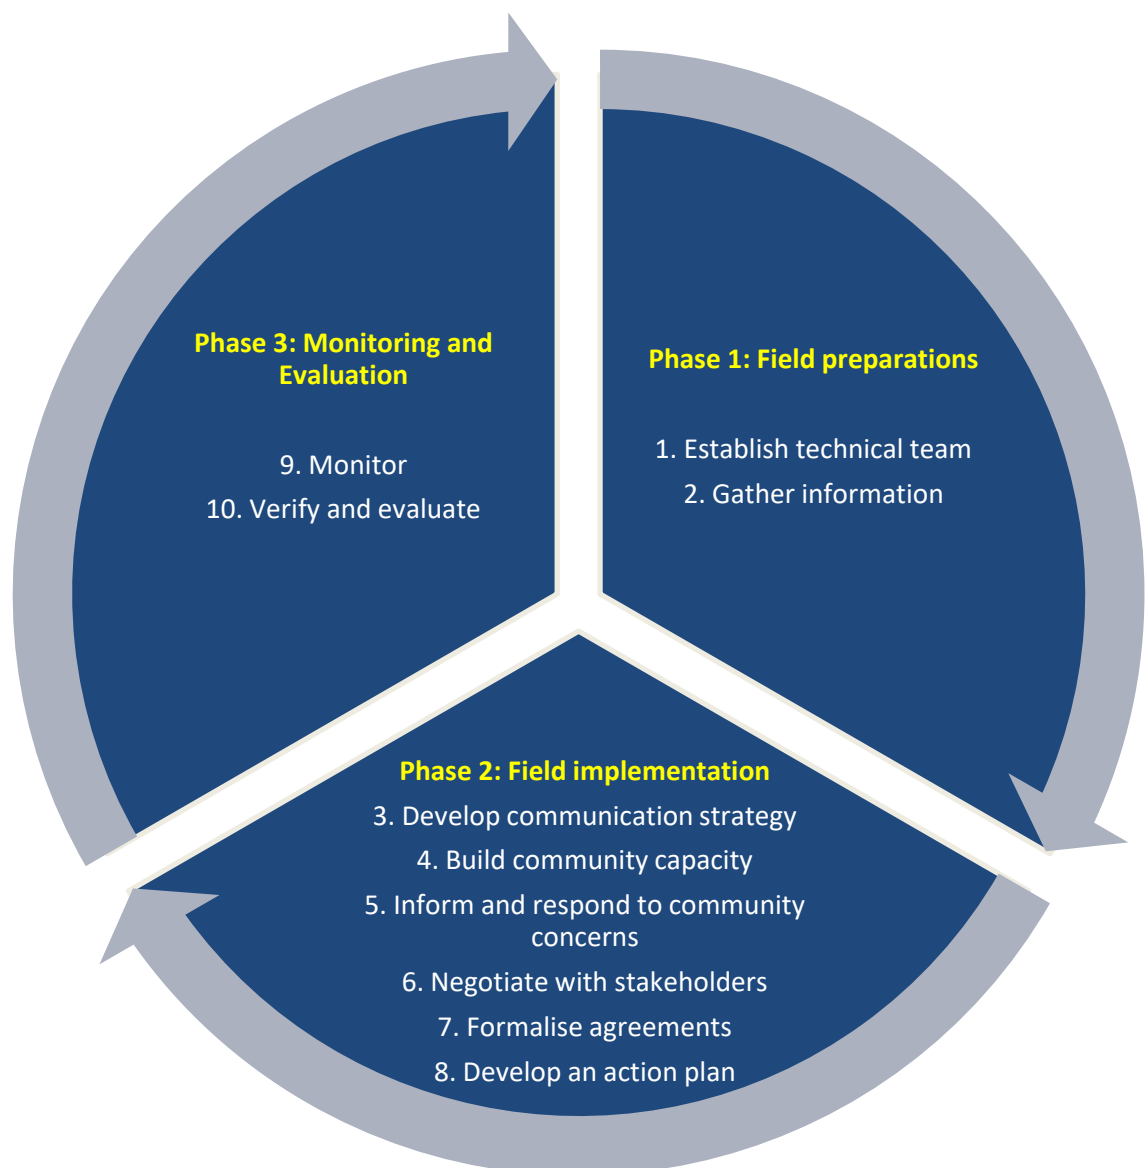 Phase 1: Field preparations
1. Establish technical team
2. Gather information
Phase 2: Field implementation
3. Develop communication strategy
4. Build community capacity
5. Inform and respond to community
concerns
6. Negotiate with stakeholders
7. Formalise agreements
8. Develop an action plan
Phase 3: Monitoring and
Evaluation
9. Monitor
10. Verify and evaluate